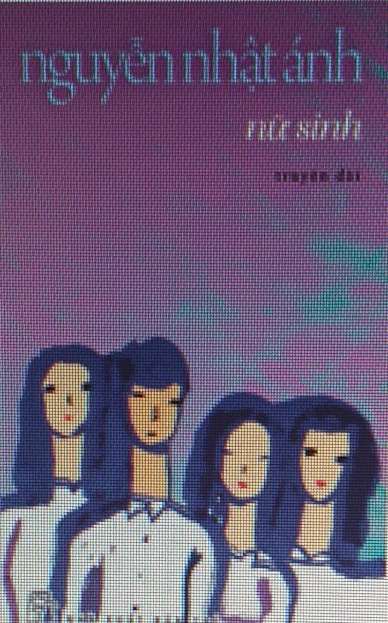 nguyễn nhật ánh
nữ sinh
truyện dài